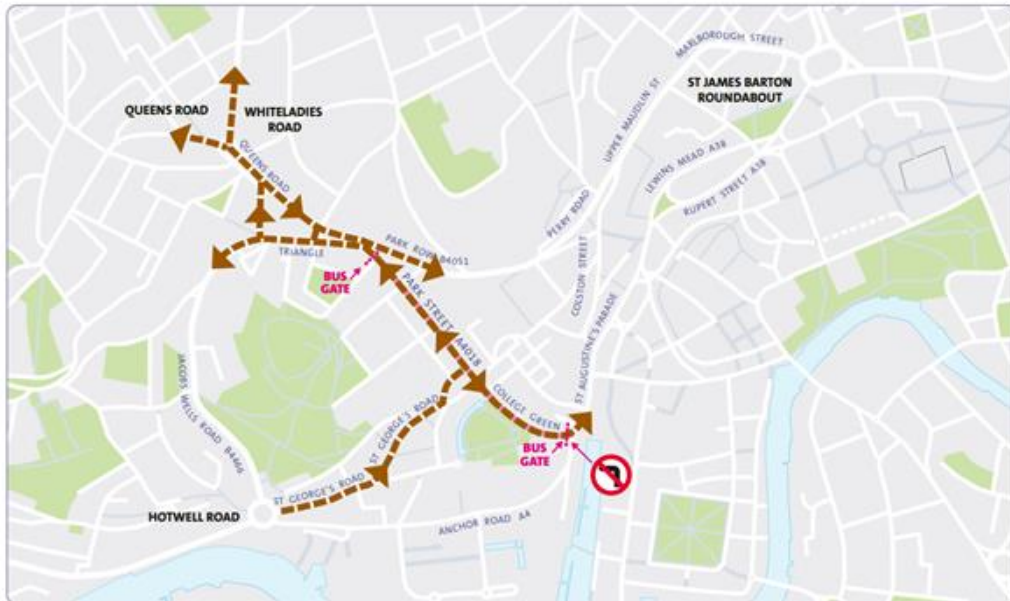 MARLBOROUGH STREET
ST JAMES BARTON
ROUNDABOUT
QUEENS ROAD
WHITELADIES
ROAD
UPPER MAUDLIN ST
QUEENS ROAD
LEWINS MEAD A38
RUPERT STREET A38
PERRY ROAD
PARK ROW B4051
TRIANGLE
BUS
GATE
COLSTON STREET
PARK STREET A4018
ST AUGUSTINE'S PARADE
JACOBS WELLS ROAD B4466
COLLEGE GREEN
ST GEORGE'S ROAD
BUS
GATE
ST GEORGE'S ROAD
HOTWELL ROAD
ANCHOR ROAD A4